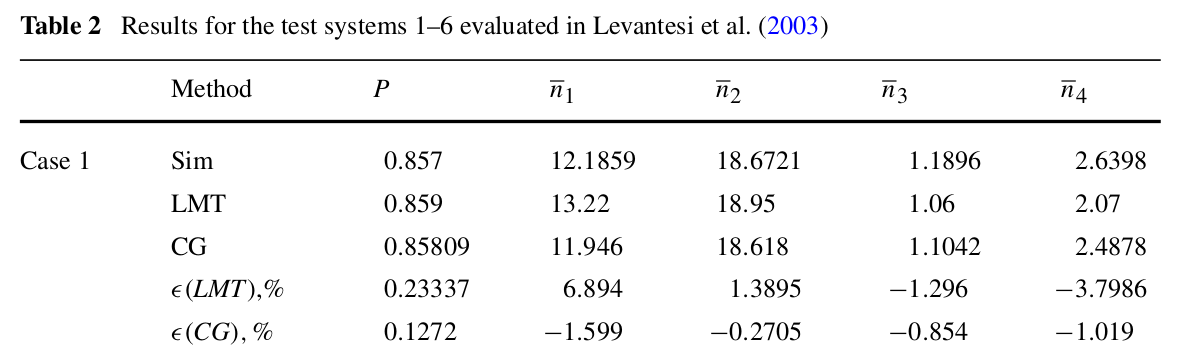 Table 2 Results for the test systems 1–6 evaluated in Levantesi et al. (2003)
Method P n̅1 n̅2 n̅3 n̅4
Case 1 Sim 0.857 12.1859 18.6721 1.1896 2.6398
LMT 0.859 13.22 18.95 1.06 2.07
CG 0.85809 11.946 18.618 1.1042 2.4878
ϵ(LMT),% 0.23337 6.894 1.3895 −1.296 −3.7986
ϵ(CG), % 0.1272 −1.599 −0.2705 −0.854 −1.019